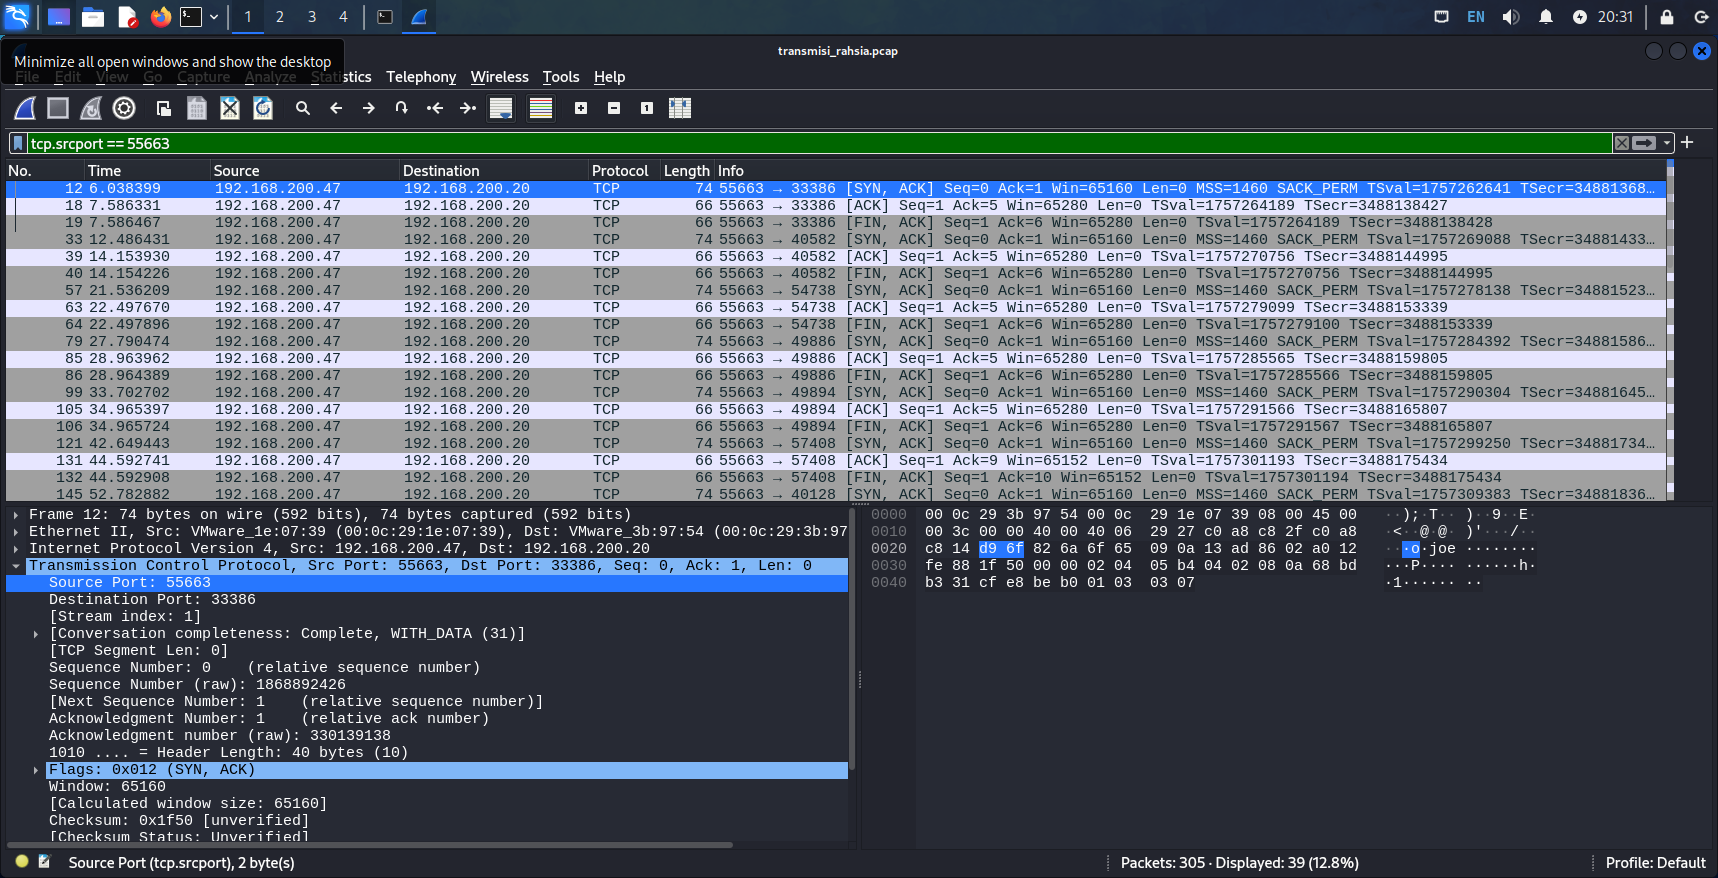 1 2 3 4 EN 20:31
transmisi_rahsia.pcap
Minimize all open windows and show the desktop
File Edit View Go Capture Analyze Statistics Telephony Wireless Tools Help
tcp.srcport == 55663
No. Time Source Destination Protocol Length Info
12 6.038399 192.168.200.47 192.168.200.20 TCP 74 55663 → 33386 [SYN, ACK] Seq=0 Ack=1 Win=65160 Len=0 MSS=1460 SACK_PERM TSval=1757262641 TSecr=34881368…
18 7.586331 192.168.200.47 192.168.200.20 TCP 66 55663 → 33386 [ACK] Seq=1 Ack=5 Win=65280 Len=0 TSval=1757264189 TSecr=3488138427
19 7.586467 192.168.200.47 192.168.200.20 TCP 66 55663 → 33386 [FIN, ACK] Seq=1 Ack=6 Win=65280 Len=0 TSval=1757264189 TSecr=3488138428
33 12.486431 192.168.200.47 192.168.200.20 TCP 74 55663 → 40582 [SYN, ACK] Seq=0 Ack=1 Win=65160 Len=0 MSS=1460 SACK_PERM TSval=1757269088 TSecr=34881433…
39 14.153930 192.168.200.47 192.168.200.20 TCP 66 55663 → 40582 [ACK] Seq=1 Ack=5 Win=65280 Len=0 TSval=1757270756 TSecr=3488144995
40 14.154226 192.168.200.47 192.168.200.20 TCP 66 55663 → 40582 [FIN, ACK] Seq=1 Ack=6 Win=65280 Len=0 TSval=1757270756 TSecr=3488144995
57 21.536209 192.168.200.47 192.168.200.20 TCP 74 55663 → 54738 [SYN, ACK] Seq=0 Ack=1 Win=65160 Len=0 MSS=1460 SACK_PERM TSval=1757278138 TSecr=34881523…
63 22.497670 192.168.200.47 192.168.200.20 TCP 66 55663 → 54738 [ACK] Seq=1 Ack=5 Win=65280 Len=0 TSval=1757279099 TSecr=3488153339
64 22.497896 192.168.200.47 192.168.200.20 TCP 66 55663 → 54738 [FIN, ACK] Seq=1 Ack=6 Win=65280 Len=0 TSval=1757279100 TSecr=3488153339
79 27.790474 192.168.200.47 192.168.200.20 TCP 74 55663 → 49886 [SYN, ACK] Seq=0 Ack=1 Win=65160 Len=0 MSS=1460 SACK_PERM TSval=1757284392 TSecr=34881586…
85 28.963962 192.168.200.47 192.168.200.20 TCP 66 55663 → 49886 [ACK] Seq=1 Ack=5 Win=65280 Len=0 TSval=1757285565 TSecr=3488159805
86 28.964389 192.168.200.47 192.168.200.20 TCP 66 55663 → 49886 [FIN, ACK] Seq=1 Ack=6 Win=65280 Len=0 TSval=1757285566 TSecr=3488159805
99 33.702702 192.168.200.47 192.168.200.20 TCP 74 55663 → 49894 [SYN, ACK] Seq=0 Ack=1 Win=65160 Len=0 MSS=1460 SACK_PERM TSval=1757290304 TSecr=34881645…
105 34.965397 192.168.200.47 192.168.200.20 TCP 66 55663 → 49894 [ACK] Seq=1 Ack=5 Win=65280 Len=0 TSval=1757291566 TSecr=3488165807
106 34.965724 192.168.200.47 192.168.200.20 TCP 66 55663 → 49894 [FIN, ACK] Seq=1 Ack=6 Win=65280 Len=0 TSval=1757291567 TSecr=3488165807
121 42.649443 192.168.200.47 192.168.200.20 TCP 74 55663 → 57408 [SYN, ACK] Seq=0 Ack=1 Win=65160 Len=0 MSS=1460 SACK_PERM TSval=1757299250 TSecr=34881734…
131 44.592741 192.168.200.47 192.168.200.20 TCP 66 55663 → 57408 [ACK] Seq=1 Ack=9 Win=65152 Len=0 TSval=1757301193 TSecr=3488175434
132 44.592908 192.168.200.47 192.168.200.20 TCP 66 55663 → 57408 [FIN, ACK] Seq=1 Ack=10 Win=65152 Len=0 TSval=1757301194 TSecr=3488175434
145 52.782882 192.168.200.47 192.168.200.20 TCP 74 55663 → 40128 [SYN, ACK] Seq=0 Ack=1 Win=65160 Len=0 MSS=1460 SACK_PERM TSval=1757309383 TSecr=34881836…
Frame 12: 74 bytes on wire (592 bits), 74 bytes captured (592 bits)
Ethernet II, Src: VMware_1e:07:39 (00:0c:29:1e:07:39), Dst: VMware_3b:97:54 (00:0c:29:3b:97
Internet Protocol Version 4, Src: 192.168.200.47, Dst: 192.168.200.20
Transmission Control Protocol, Src Port: 55663, Dst Port: 33386, Seq: 0, Ack: 1, Len: 0
Source Port: 55663
Destination Port: 33386
[Stream index: 1]
[Conversation completeness: Complete, WITH_DATA (31)]
[TCP Segment Len: 0]
Sequence Number: 0 (relative sequence number)
Sequence Number (raw): 1868892426
[Next Sequence Number: 1 (relative sequence number)]
Acknowledgment Number: 1 (relative ack number)
Acknowledgment number (raw): 330139138
1010 .... = Header Length: 40 bytes (10)
Flags: 0x012 (SYN, ACK)
Window: 65160
[Calculated window size: 65160]
Checksum: 0x1f50 [unverified]
[Checksum Status: Unverified]
0000 00 0c 29 3b 97 54 00 0c 29 1e 07 39 08 00 45 00 ··);·T·· )··9··E·
0010 00 3c 00 00 40 00 40 06 29 27 c0 a8 c8 2f c0 a8 ·<··@·@· )'···/··
0020 c8 14 d9 6f 82 6a 6f 65 09 0a 13 ad 86 02 a0 12 ···o·joe ········
0030 fe 88 1f 50 00 00 02 04 05 b4 04 02 08 0a 68 bd ···P···· ······h·
0040 b3 31 cf e8 be b0 01 03 03 07 ·1······ ··
Source Port (tcp.srcport), 2 byte(s) Packets: 305 · Displayed: 39 (12.8%) Profile: Default